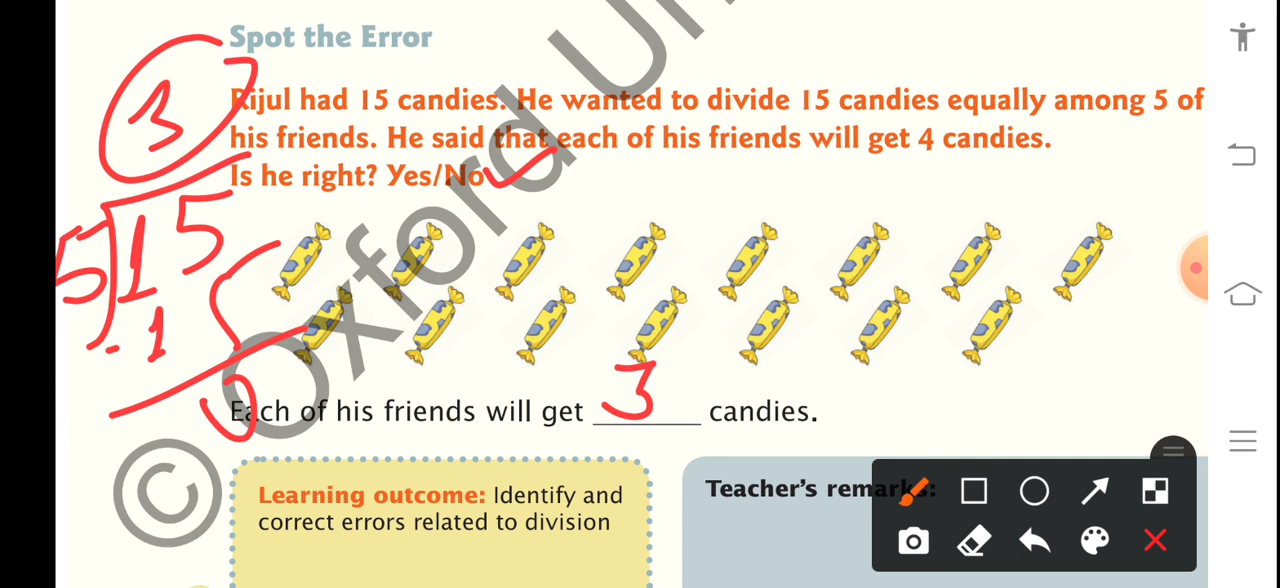 Spot the Error
Rijul had 15 candies. He wanted to divide 15 candies equally among 5 of
his friends. He said that each of his friends will get 4 candies.
Is he right? Yes/No
3
5 15
- 15
0
Each of his friends will get 3 candies.
Learning outcome: Identify and
correct errors related to division
Teacher's remarks:
© Oxford Un